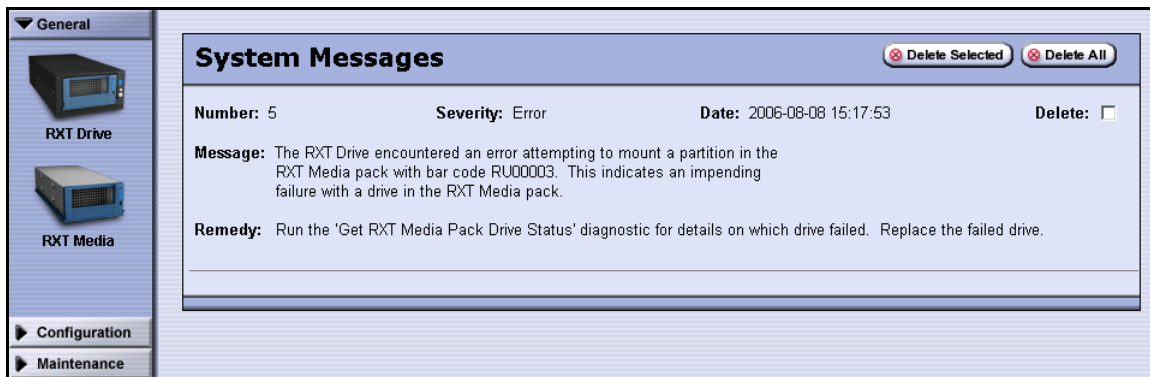 General
RXT Drive
RXT Media
Configuration
Maintenance
System Messages
Delete Selected
Delete All
Number: 5 Severity: Error Date: 2006-08-08 15:17:53 Delete:
Message: The RXT Drive encountered an error attempting to mount a partition in the
RXT Media pack with bar code RU00003. This indicates an impending
failure with a drive in the RXT Media pack.
Remedy: Run the 'Get RXT Media Pack Drive Status' diagnostic for details on which drive failed. Replace the failed drive.